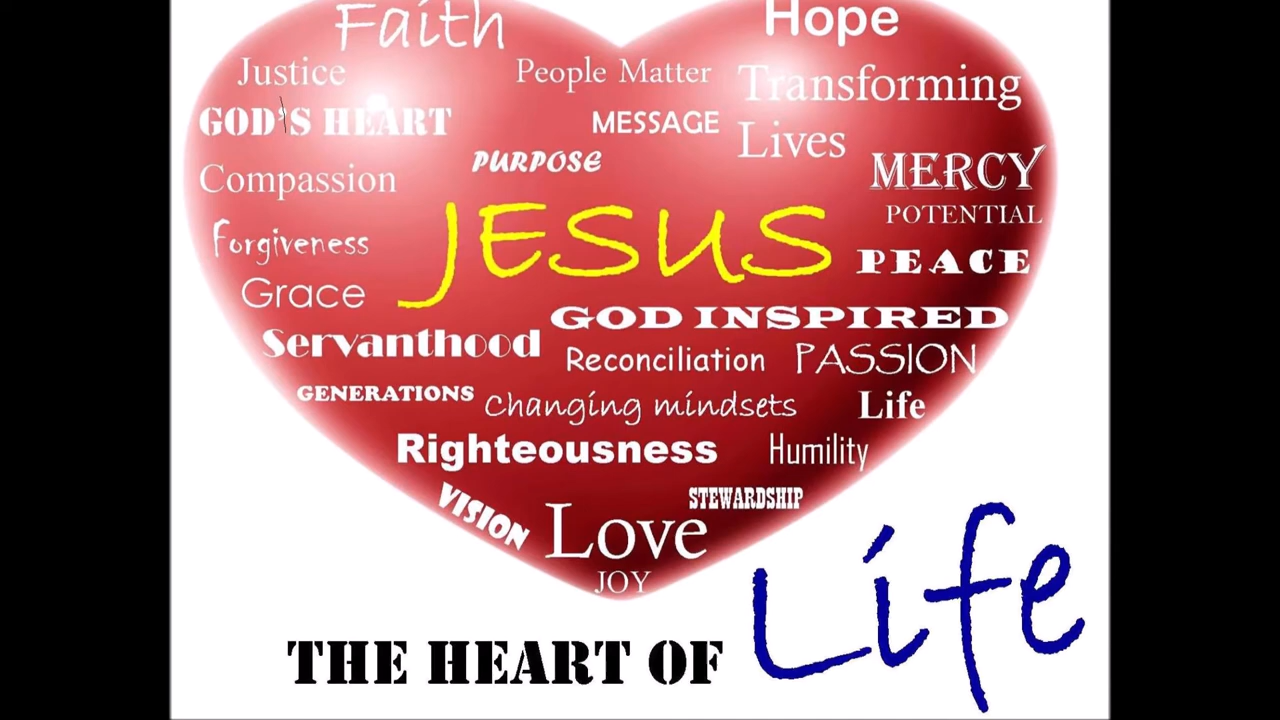 Faith
Hope
Justice
People Matter
Transforming
Lives
GOD'S HEART
MESSAGE
PURPOSE
MERCY
Compassion
POTENTIAL
Forgiveness
JESUS
PEACE
Grace
GOD INSPIRED
Servanthood
Reconciliation
PASSION
GENERATIONS
Changing mindsets
Life
Righteousness
Humility
VISION
STEWARDSHIP
Love
JOY
THE HEART OF Life